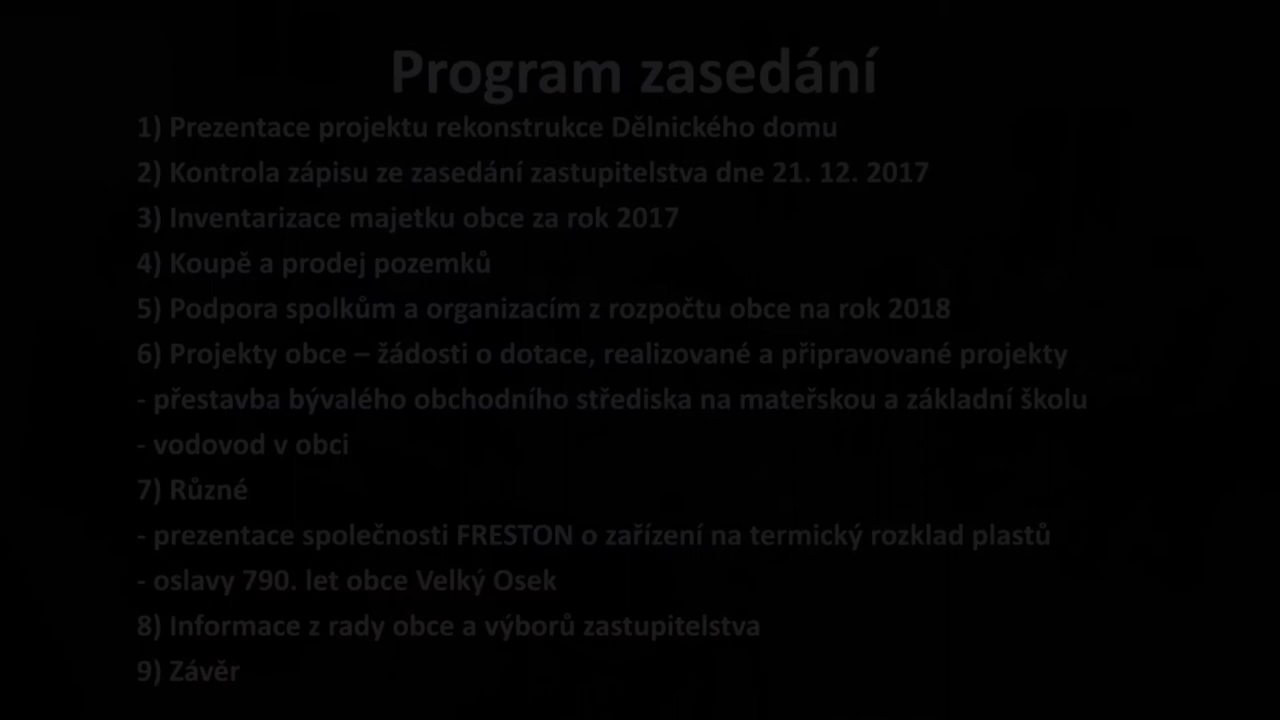 Program zasedání
1) Prezentace projektu rekonstrukce Dělnického domu
2) Kontrola zápisu ze zasedání zastupitelstva dne 21. 12. 2017
3) Inventarizace majetku obce za rok 2017
4) Koupě a prodej pozemků
5) Podpora spolkům a organizacím z rozpočtu obce na rok 2018
6) Projekty obce – žádosti o dotace, realizované a připravované projekty
- přestavba bývalého obchodního střediska na mateřskou a základní školu
- vodovod v obci
7) Různé
- prezentace společnosti FRESTON o zařízení na termický rozklad plastů
- oslavy 790. let obce Velký Osek
8) Informace z rady obce a výborů zastupitelstva
9) Závěr